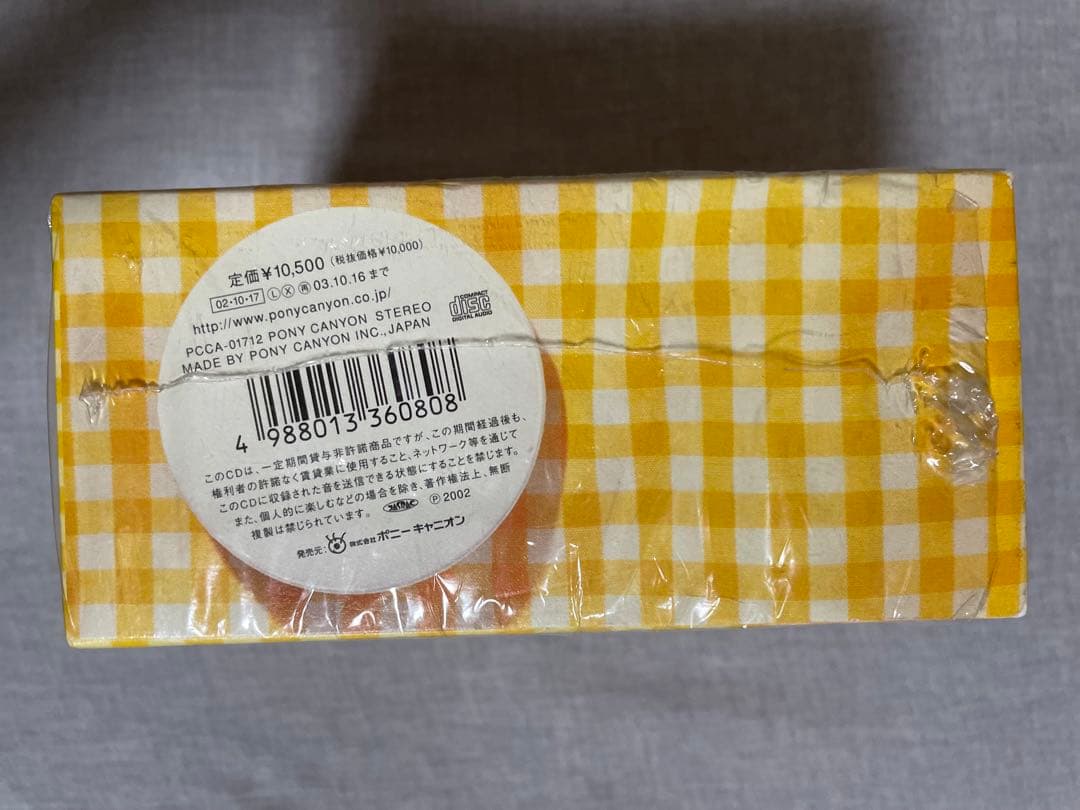 定価¥10,500（税抜価格¥10,000）
02・10・17 Ⓛ Ⓧ ㊢ 03.10.16まで
http://www.ponycanyon.co.jp/
PCCA-01712 PONY CANYON STEREO
MADE BY PONY CANYON INC.,JAPAN
COMPACT
disc
DIGITAL AUDIO
4 988013 360808
このCDは、一定期間貸与非許諾商品ですが、この期間経過後も、
権利者の許諾なく賃貸業に使用すること、ネットワーク等を通じて
このCDに収録された音を送信できる状態にすることを禁じます。
また、個人的に楽しむなどの場合を除き、著作権法上、無断
複製は禁じられています。 ℗2002
発売元： 株式会社 ポニーキャニオン